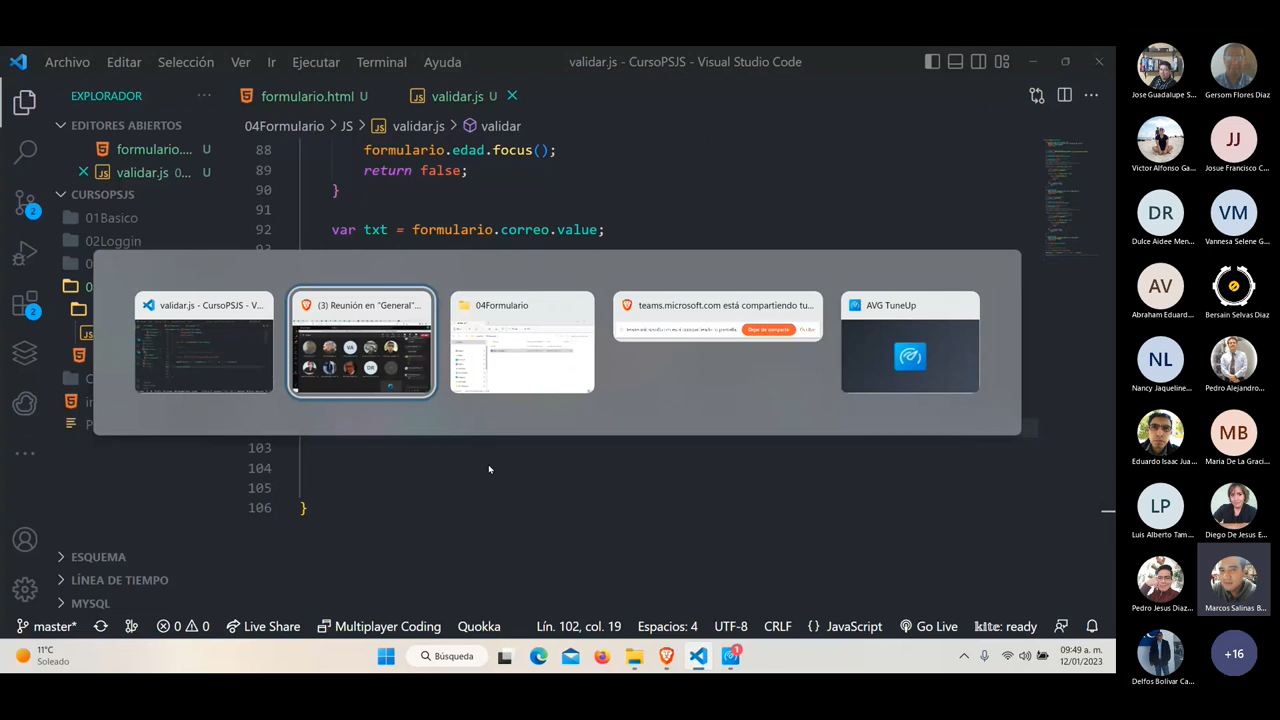 Archivo Editar Selección Ver Ir Ejecutar Terminal Ayuda
validar.js - CursoPSJS - Visual Studio Code
EXPLORADOR
formulario.html U
validar.js U
EDITORES ABIERTOS
formulario.... U
validar.js 0... U
CURSOPSJS
01Basico
02Loggin
04Formulario > JS > validar.js > validar
88 formulario.edad.focus();
89 return false;
90 }
91
92 var txt = formulario.correo.value;
validar.js - CursoPSJS - V...
(3) Reunión en "General"...
04Formulario
teams.microsoft.com está compartiendo tu...
AVG TuneUp
VA
DR
103
104
105
106 }
ESQUEMA
LÍNEA DE TIEMPO
MYSQL
2
2
master* 0 0 Live Share Multiplayer Coding Quokka Lín. 102, col. 19 Espacios: 4 UTF-8 CRLF {} JavaScript Go Live kite: ready
11°C
Soleado
Búsqueda
1
09:49 a. m.
12/01/2023
Jose Guadalupe S...
Gersom Flores Diaz
Victor Alfonso Ga...
JJ
Josue Francisco C...
DR
Dulce Aidee Men...
VM
Vannesa Selene G...
AV
Abraham Eduard...
Bersain Selvas Diaz
NL
Nancy Jaqueline...
Pedro Alejandro...
Eduardo Isaac Jua...
MB
Maria De La Graci...
LP
Luis Alberto Tam...
Diego De Jesus E...
Pedro Jesus Diaz...
Marcos Salinas B...
Delfos Bolivar Ca...
+16